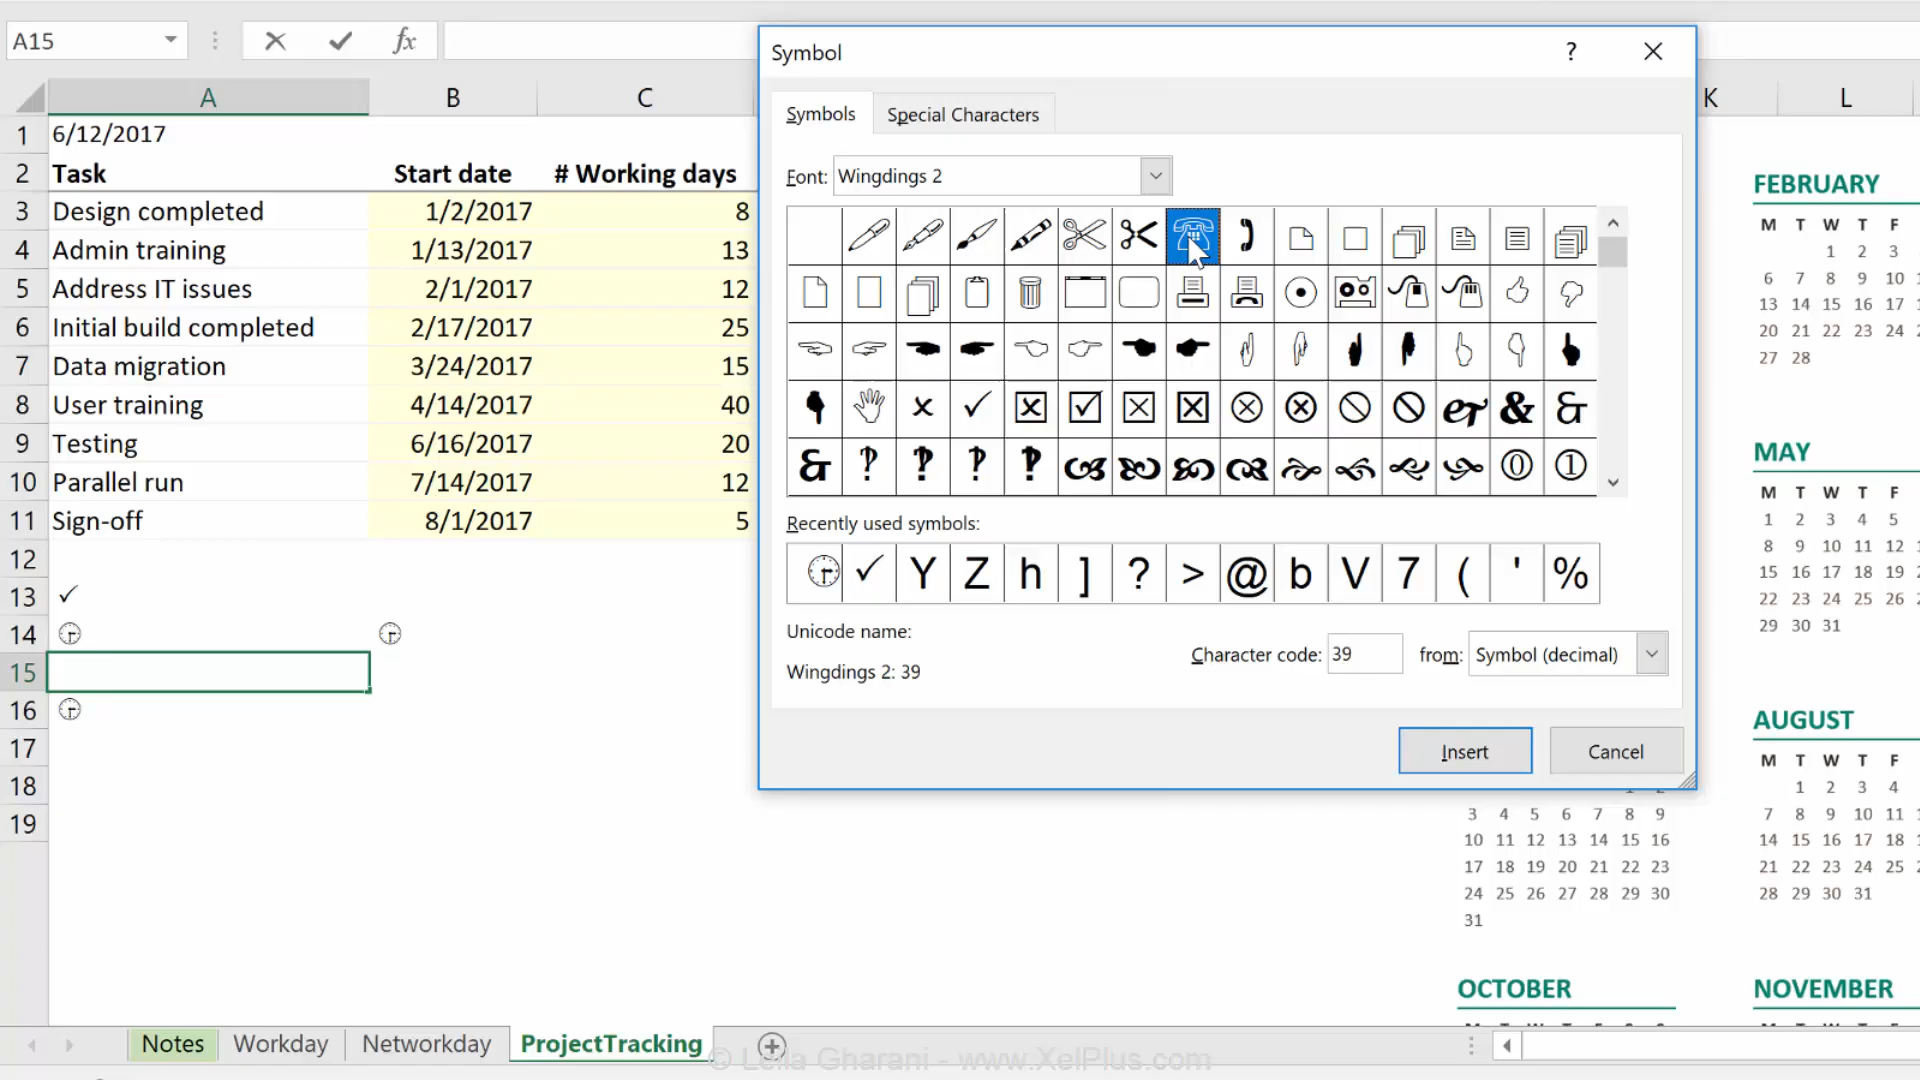 A15
fx
Symbol
?
Symbols
Special Characters
Font: Wingdings 2
A B C K L
1 6/12/2017
2 Task Start date # Working days
3 Design completed 1/2/2017 8
4 Admin training 1/13/2017 13
5 Address IT issues 2/1/2017 12
6 Initial build completed 2/17/2017 25
7 Data migration 3/24/2017 15
8 User training 4/14/2017 40
9 Testing 6/16/2017 20
10 Parallel run 7/14/2017 12
11 Sign-off 8/1/2017 5
12
13 ✓
14
15
16
17
18
19
Recently used symbols:
✓ Y Z h ] ? > @ b V 7 ( ' %
Unicode name:
Wingdings 2: 39
Character code: 39 from: Symbol (decimal)
Insert Cancel
FEBRUARY
M T W T F
1 2 3
6 7 8 9 10
13 14 15 16 17
20 21 22 23 24
27 28
MAY
M T W T F
1 2 3 4 5
8 9 10 11 12
15 16 17 18 19
22 23 24 25 26
29 30 31
3 4 5 6 7 8 9
10 11 12 13 14 15 16
17 18 19 20 21 22 23
24 25 26 27 28 29 30
31
AUGUST
M T W T F
1 2 3 4
7 8 9 10 11
14 15 16 17 18
21 22 23 24 25
28 29 30 31
OCTOBER NOVEMBER
Notes Workday Networkday ProjectTracking
© Leila Gharani - www.XelPlus.com